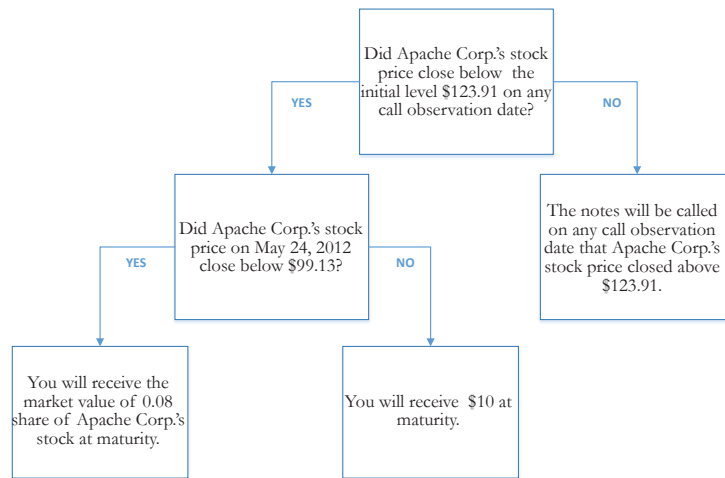 Did Apache Corp.'s stock
price close below the
initial level $123.91 on any
call observation date?
YES
NO
Did Apache Corp.'s stock
price on May 24, 2012
close below $99.13?
The notes will be called
on any call observation
date that Apache Corp.'s
stock price closed above
$123.91.
YES
NO
You will receive the
market value of 0.08
share of Apache Corp.'s
stock at maturity.
You will receive $10 at
maturity.